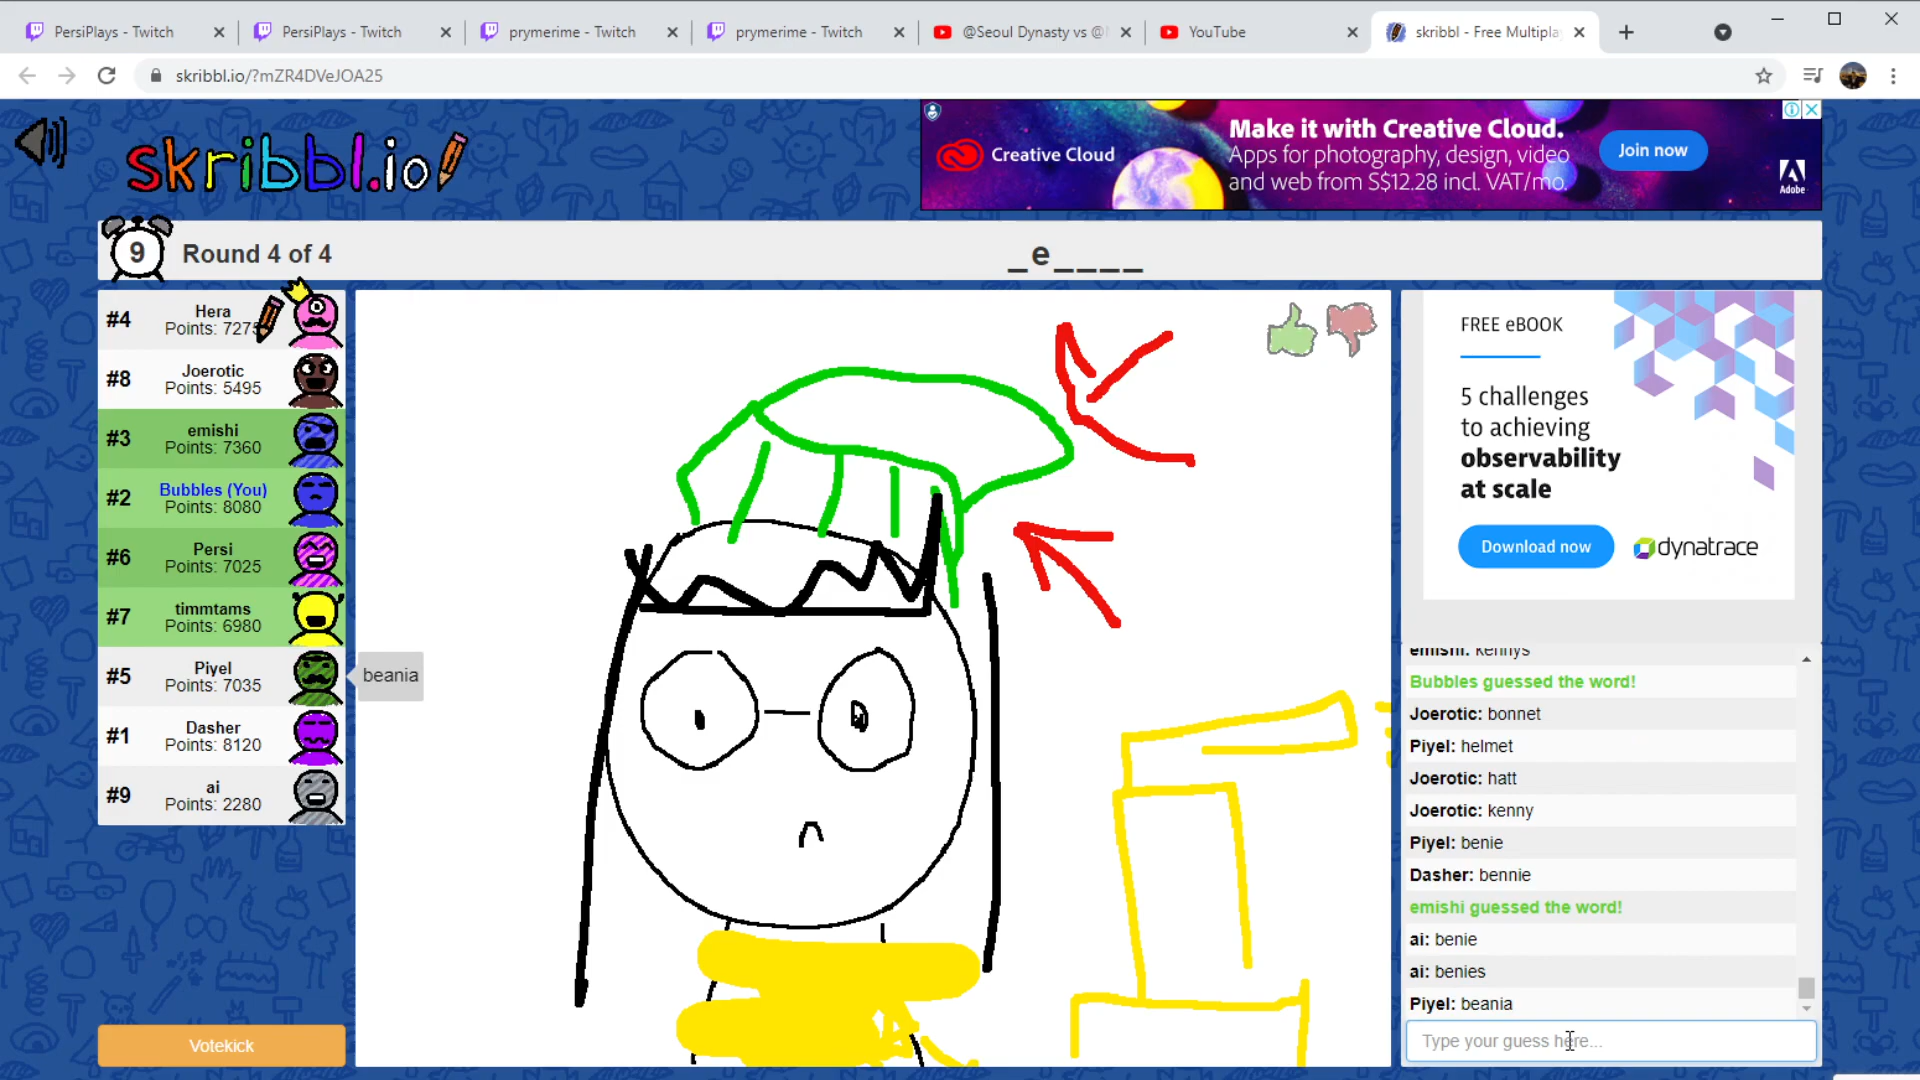 PersiPlays - Twitch
PersiPlays - Twitch
prymerime - Twitch
prymerime - Twitch
@Seoul Dynasty vs @
YouTube
skribbl - Free Multipla
skribbl.io/?mZR4DVeJOA25
skribbl.io
Creative Cloud
Make it with Creative Cloud.
Apps for photography, design, video
and web from S$12.28 incl. VAT/mo.
Join now
Adobe
9
Round 4 of 4
_e____
#4
Hera
Points: 7275
#8
Joerotic
Points: 5495
#3
emishi
Points: 7360
#2
Bubbles (You)
Points: 8080
#6
Persi
Points: 7025
#7
timmtams
Points: 6980
#5
Piyel
Points: 7035
beania
#1
Dasher
Points: 8120
#9
ai
Points: 2280
Votekick
FREE eBOOK
5 challenges
to achieving
observability
at scale
Download now
dynatrace
emishi: kennys
Bubbles guessed the word!
Joerotic: bonnet
Piyel: helmet
Joerotic: hatt
Joerotic: kenny
Piyel: benie
Dasher: bennie
emishi guessed the word!
ai: benie
ai: benies
Piyel: beania
Type your guess here...